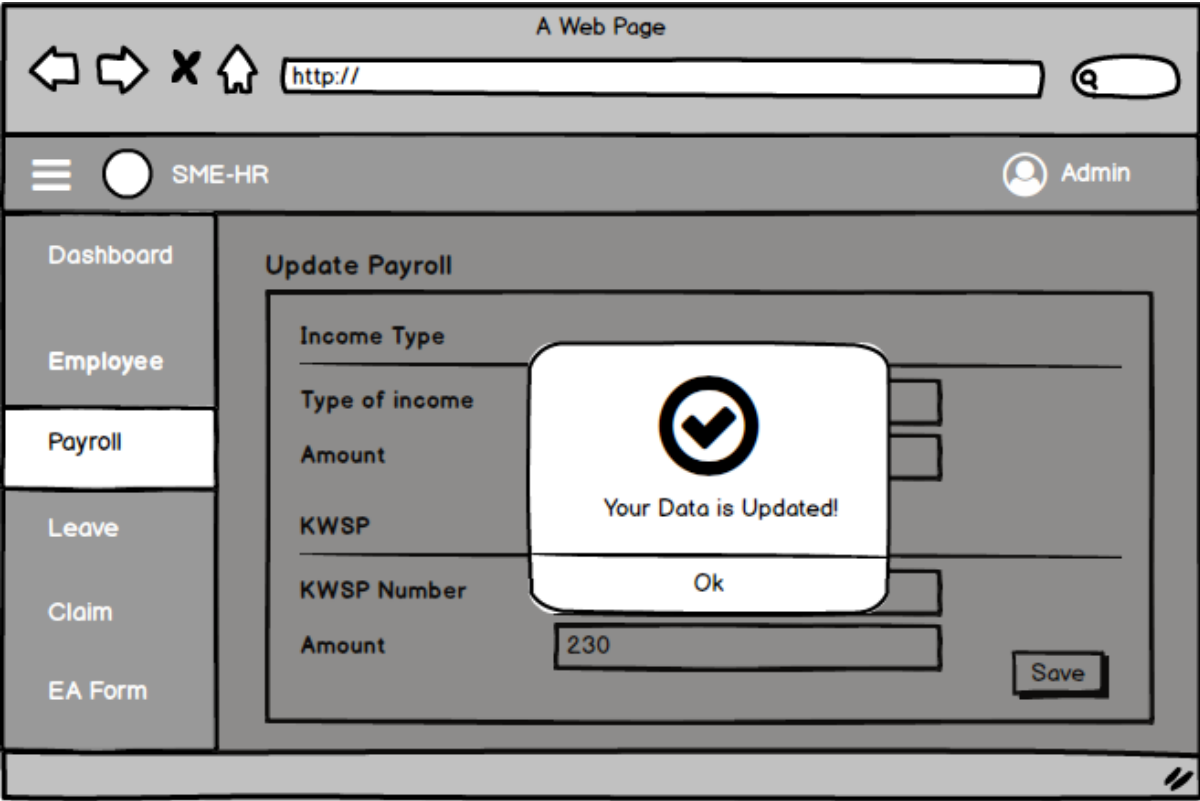 A Web Page
http://
SME-HR
Admin
Dashboard
Employee
Payroll
Leave
Claim
EA Form
Update Payroll
Income Type
Type of income
Amount
KWSP
KWSP Number
Amount
230
Save
Your Data is Updated!
Ok